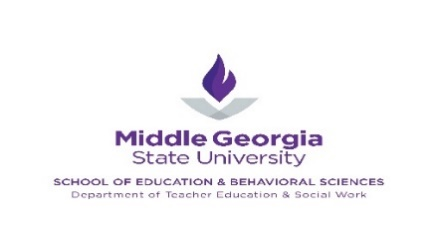 Middle Georgia
State University
SCHOOL OF EDUCATION & BEHAVIORAL SCIENCES
Department of Teacher Education & Social Work